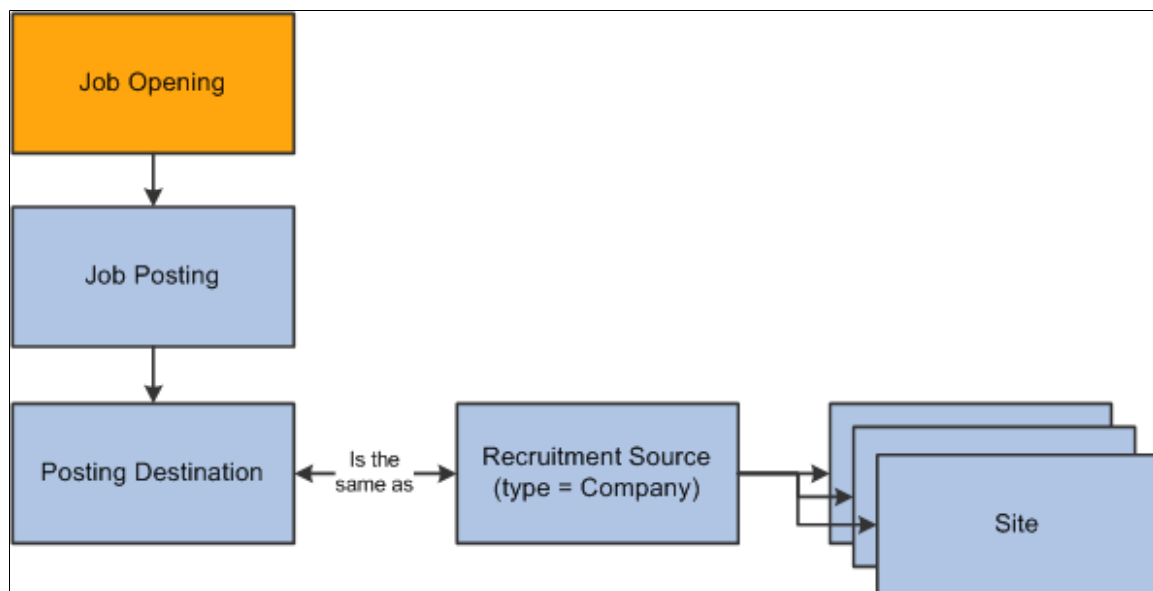 Job Opening
Job Posting
Posting Destination
Is the
same as
Recruitment Source
(type = Company)
Site